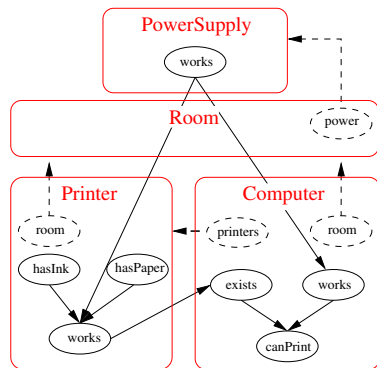 PowerSupply
works
Room
power
Printer
Computer
room
printers
room
hasInk
hasPaper
exists
works
works
canPrint